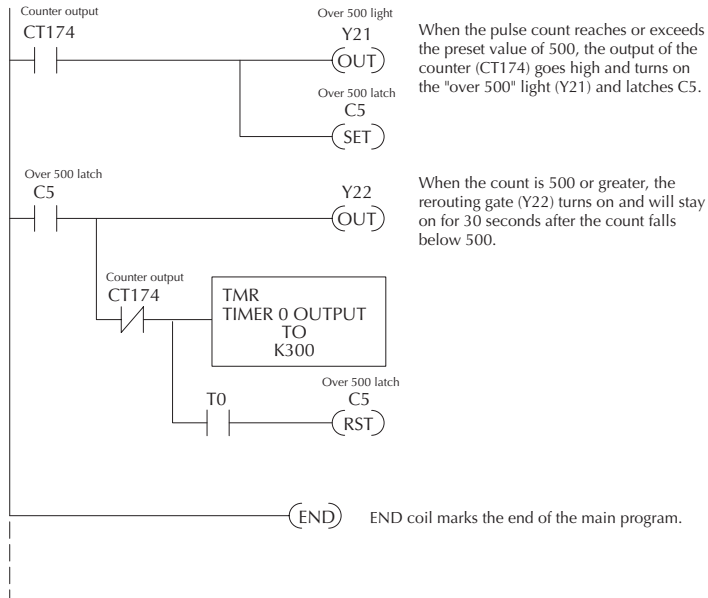 Counter output
CT174
Over 500 light
Y21
OUT
Over 500 latch
C5
SET
When the pulse count reaches or exceeds
the preset value of 500, the output of the
counter (CT174) goes high and turns on
the "over 500" light (Y21) and latches C5.
Over 500 latch
C5
Y22
OUT
When the count is 500 or greater, the
rerouting gate (Y22) turns on and will stay
on for 30 seconds after the count falls
below 500.
Counter output
CT174
TMR
TIMER 0 OUTPUT
TO
K300
T0
Over 500 latch
C5
RST
END
END coil marks the end of the main program.